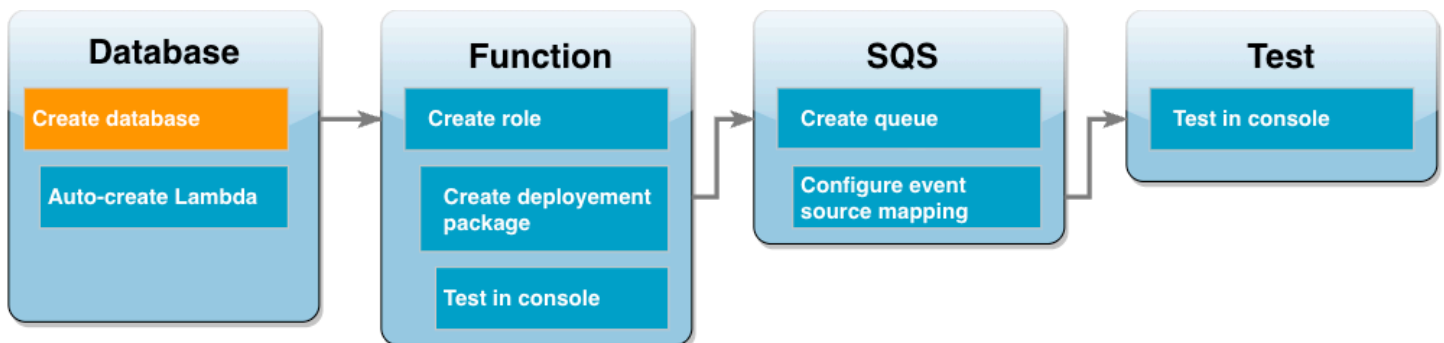 Database
Create database
Auto-create Lambda
Function
Create role
Create deployement
package
Test in console
SQS
Create queue
Configure event
source mapping
Test
Test in console